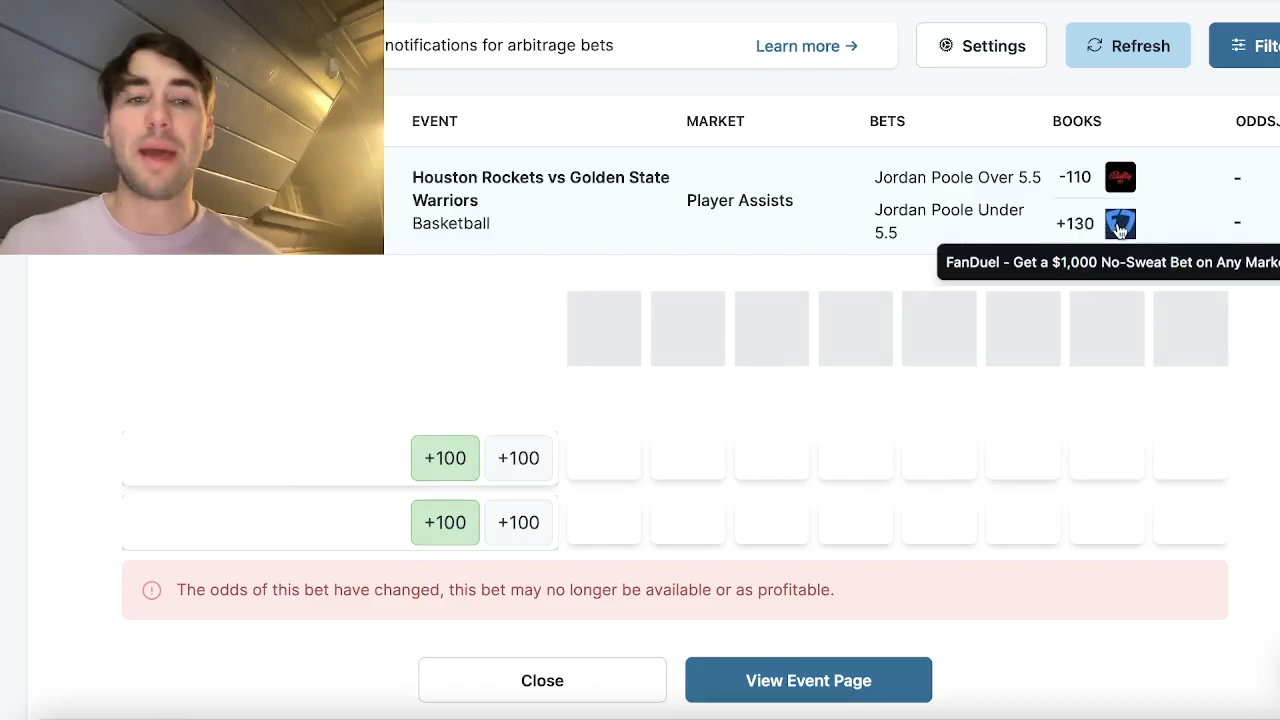 notifications for arbitrage bets
Learn more →
Settings
Refresh
Filt
EVENT
MARKET
BETS
BOOKS
ODDSJ
Houston Rockets vs Golden State
Warriors
Basketball
Player Assists
Jordan Poole Over 5.5
-110
Bally
BET
-
Jordan Poole Under
5.5
+130
-
FanDuel - Get a $1,000 No-Sweat Bet on Any Mark
+100
+100
+100
+100
The odds of this bet have changed, this bet may no longer be available or as profitable.
Close
View Event Page